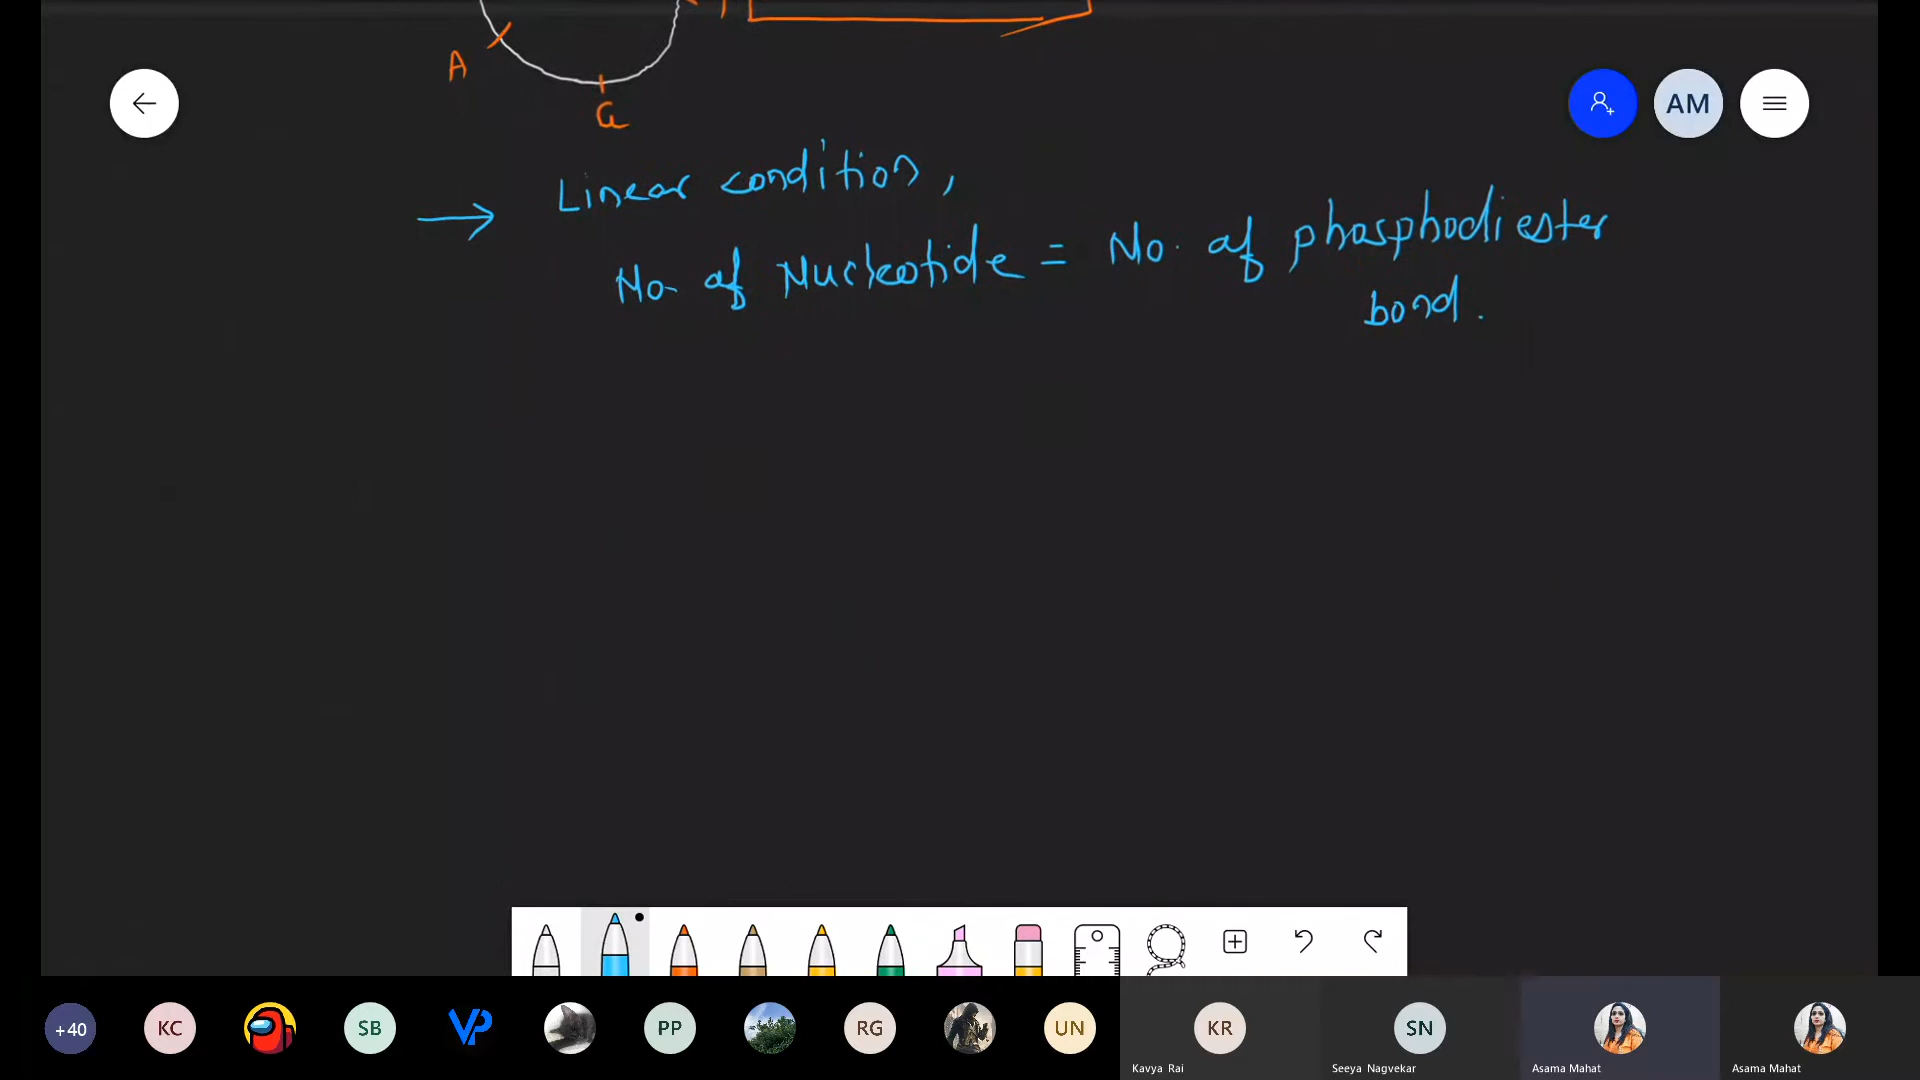 A
G
AM
Linear condition,
→ No. of Nucleotide = No. of phosphodiester
bond.
+40
KC
SB
VP
PP
RG
UN
KR
SN
Kavya Rai
Seeya Nagvekar
Asama Mahat
Asama Mahat